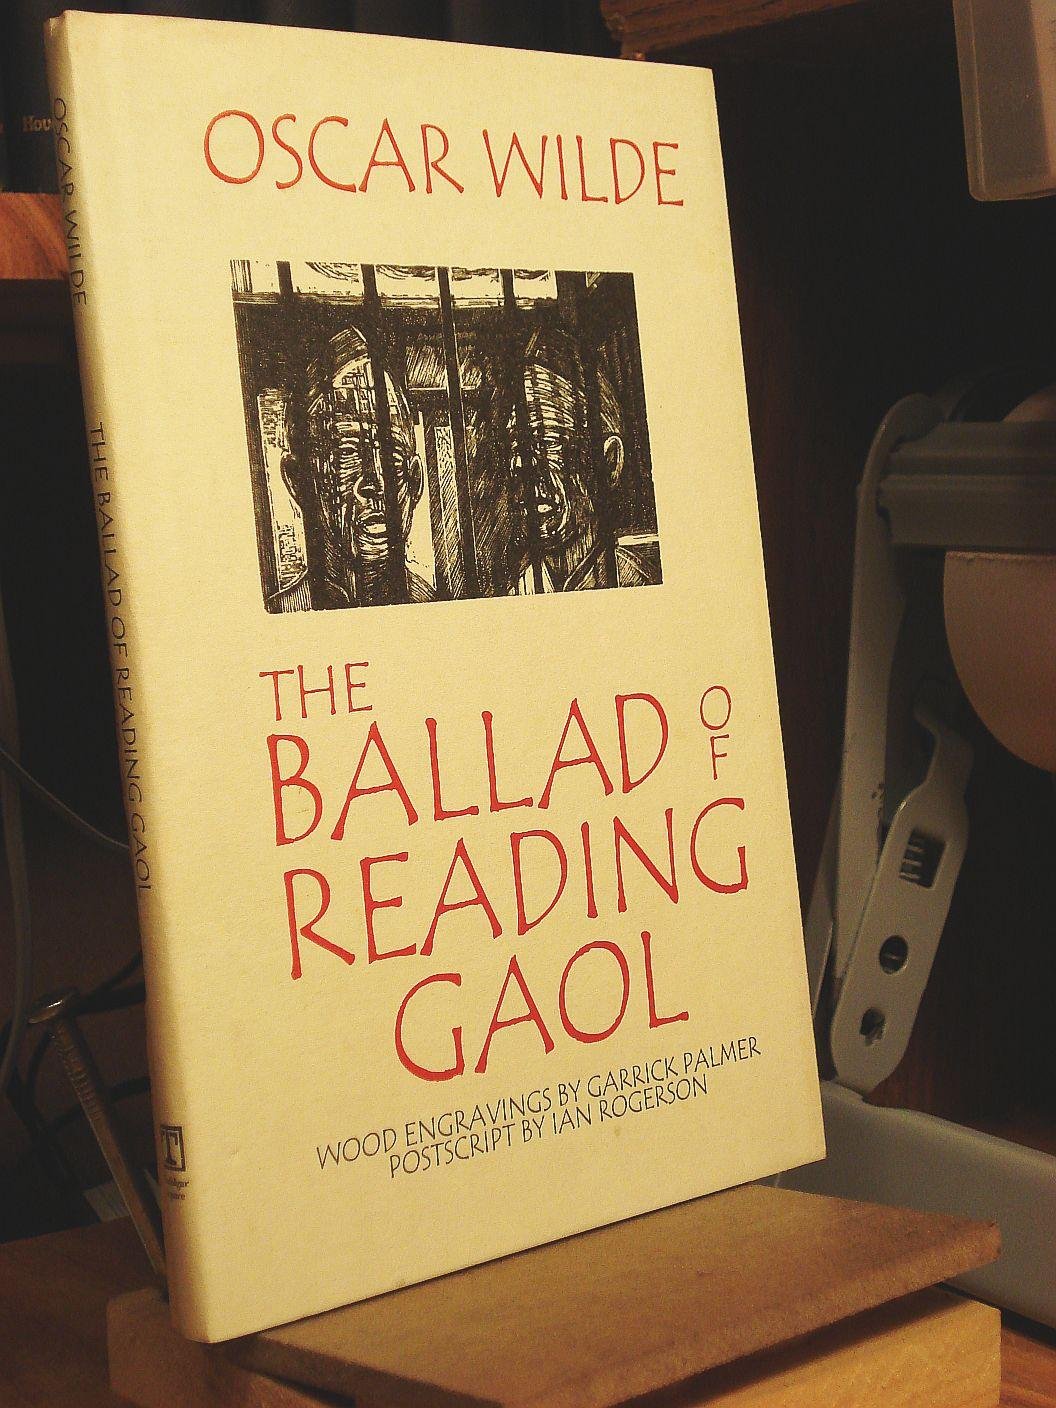 OSCAR WILDE
THE
BALLAD OF
READING
GAOL
WOOD ENGRAVINGS BY GARRICK PALMER
POSTSCRIPT BY IAN ROGERSON
OSCAR WILDE THE BALLAD OF READING GAOL
T
Hou